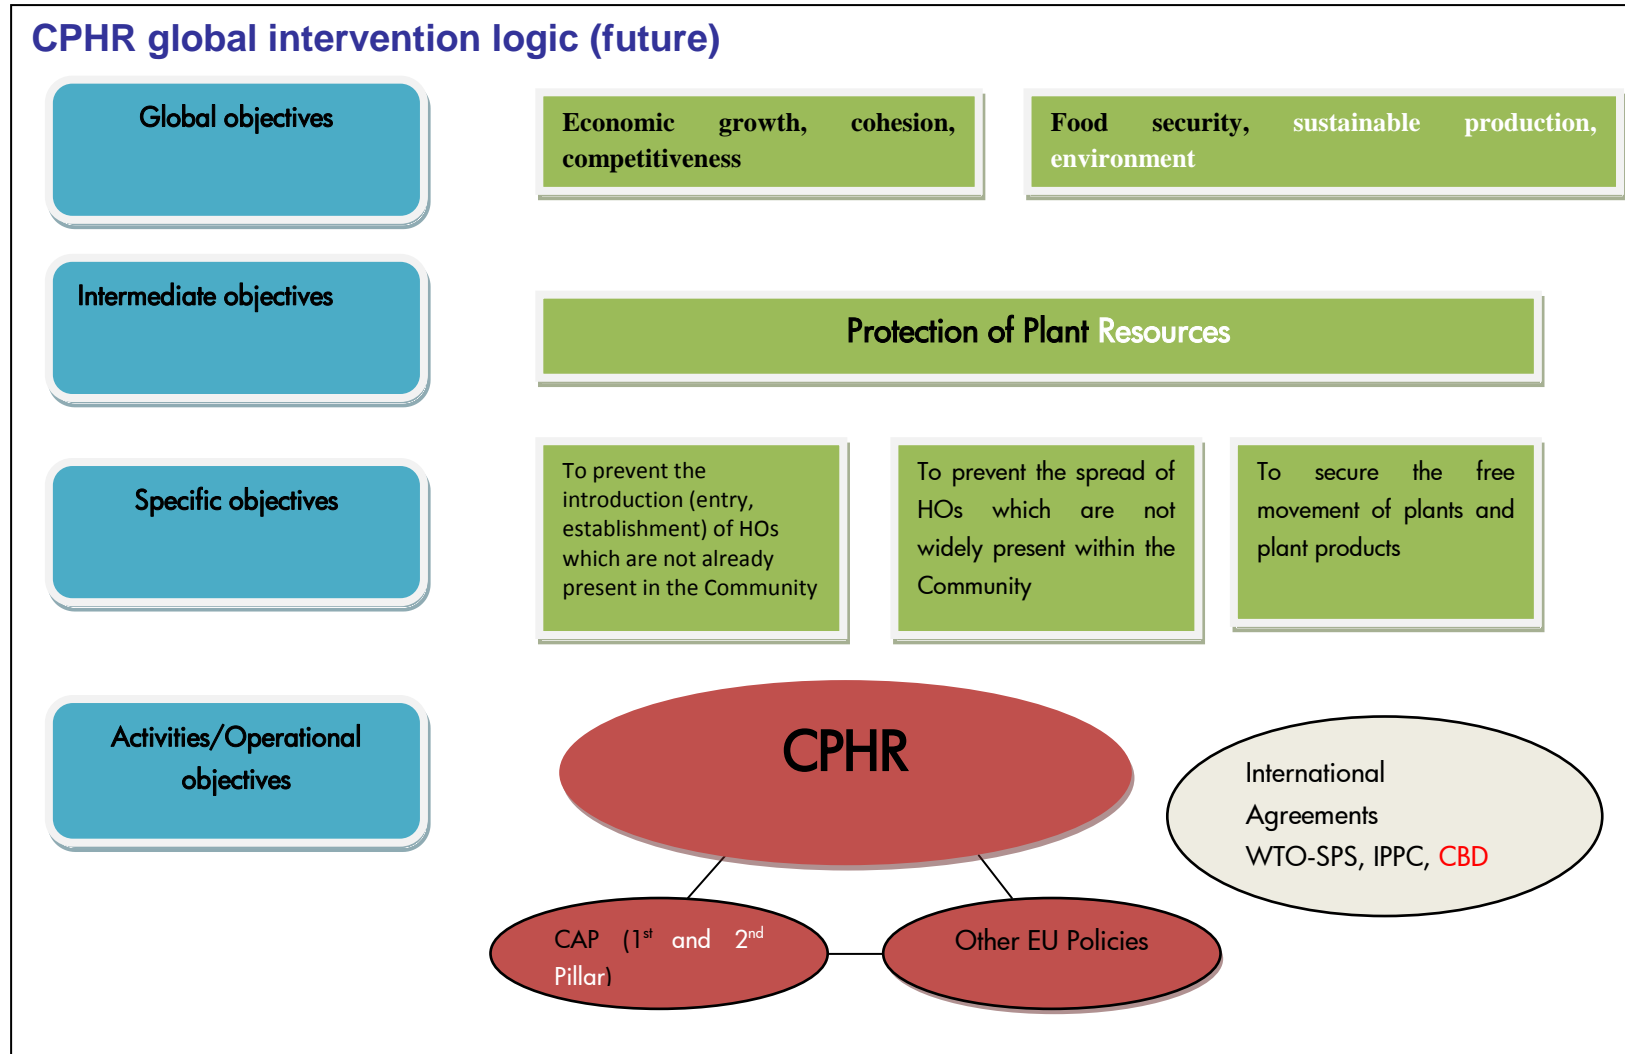 CPHR global intervention logic (future)
Global objectives
Economic growth, cohesion,
competitiveness
Food security, sustainable production,
environment
Intermediate objectives
Protection of Plant Resources
Specific objectives
To prevent the
introduction (entry,
establishment) of HOs
which are not already
present in the Community
To prevent the spread of
HOs which are not
widely present within the
Community
To secure the free
movement of plants and
plant products
Activities/Operational
objectives
CPHR
International
Agreements
WTO-SPS, IPPC, CBD
CAP (1st and 2nd
Pillar)
Other EU Policies